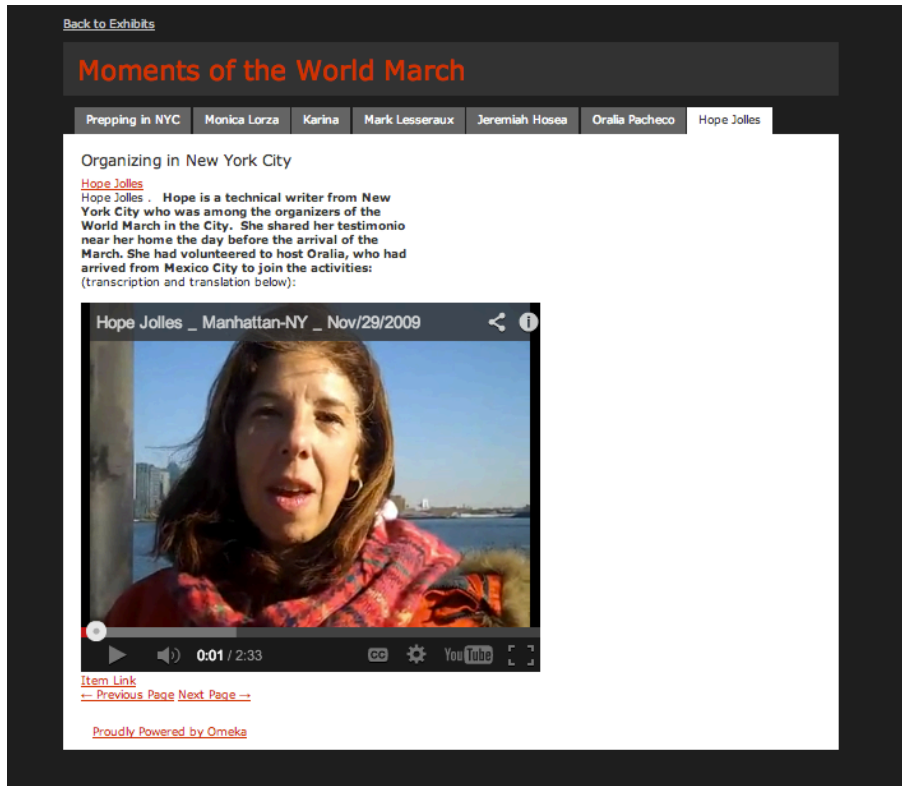 Back to Exhibits
Moments of the World March
Prepping in NYC Monica Lorza Karina Mark Lesseraux Jeremiah Hosea Oralia Pacheco Hope Jolles
Organizing in New York City
Hope Jolles
Hope Jolles . Hope is a technical writer from New
York City who was among the organizers of the
World March in the City. She shared her testimonio
near her home the day before the arrival of the
March. She had volunteered to host Oralia, who had
arrived from Mexico City to join the activities:
(transcription and translation below):
Hope Jolles _ Manhattan-NY _ Nov/29/2009
0:01 / 2:33 CC YouTube
Item Link
← Previous Page Next Page →
Proudly Powered by Omeka